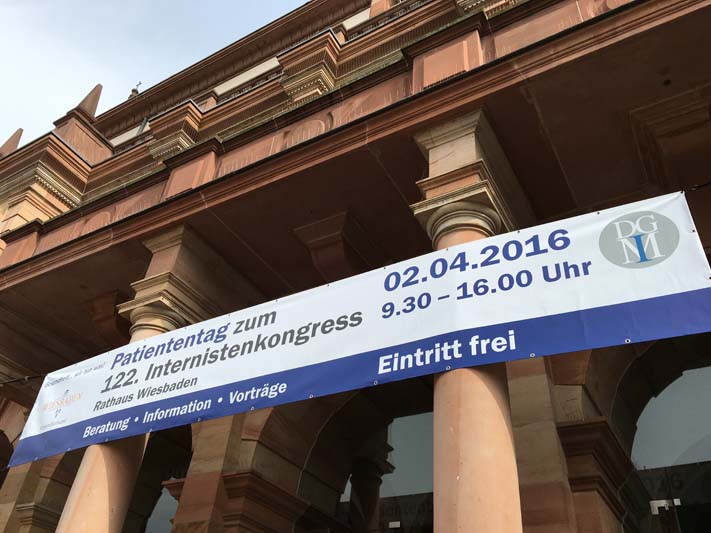 Patiententag zum
122. Internistenkongress
Rathaus Wiesbaden
Beratung · Information · Vorträge
02.04.2016
9.30 – 16.00 Uhr
Eintritt frei
DG
IM
WIESBADEN